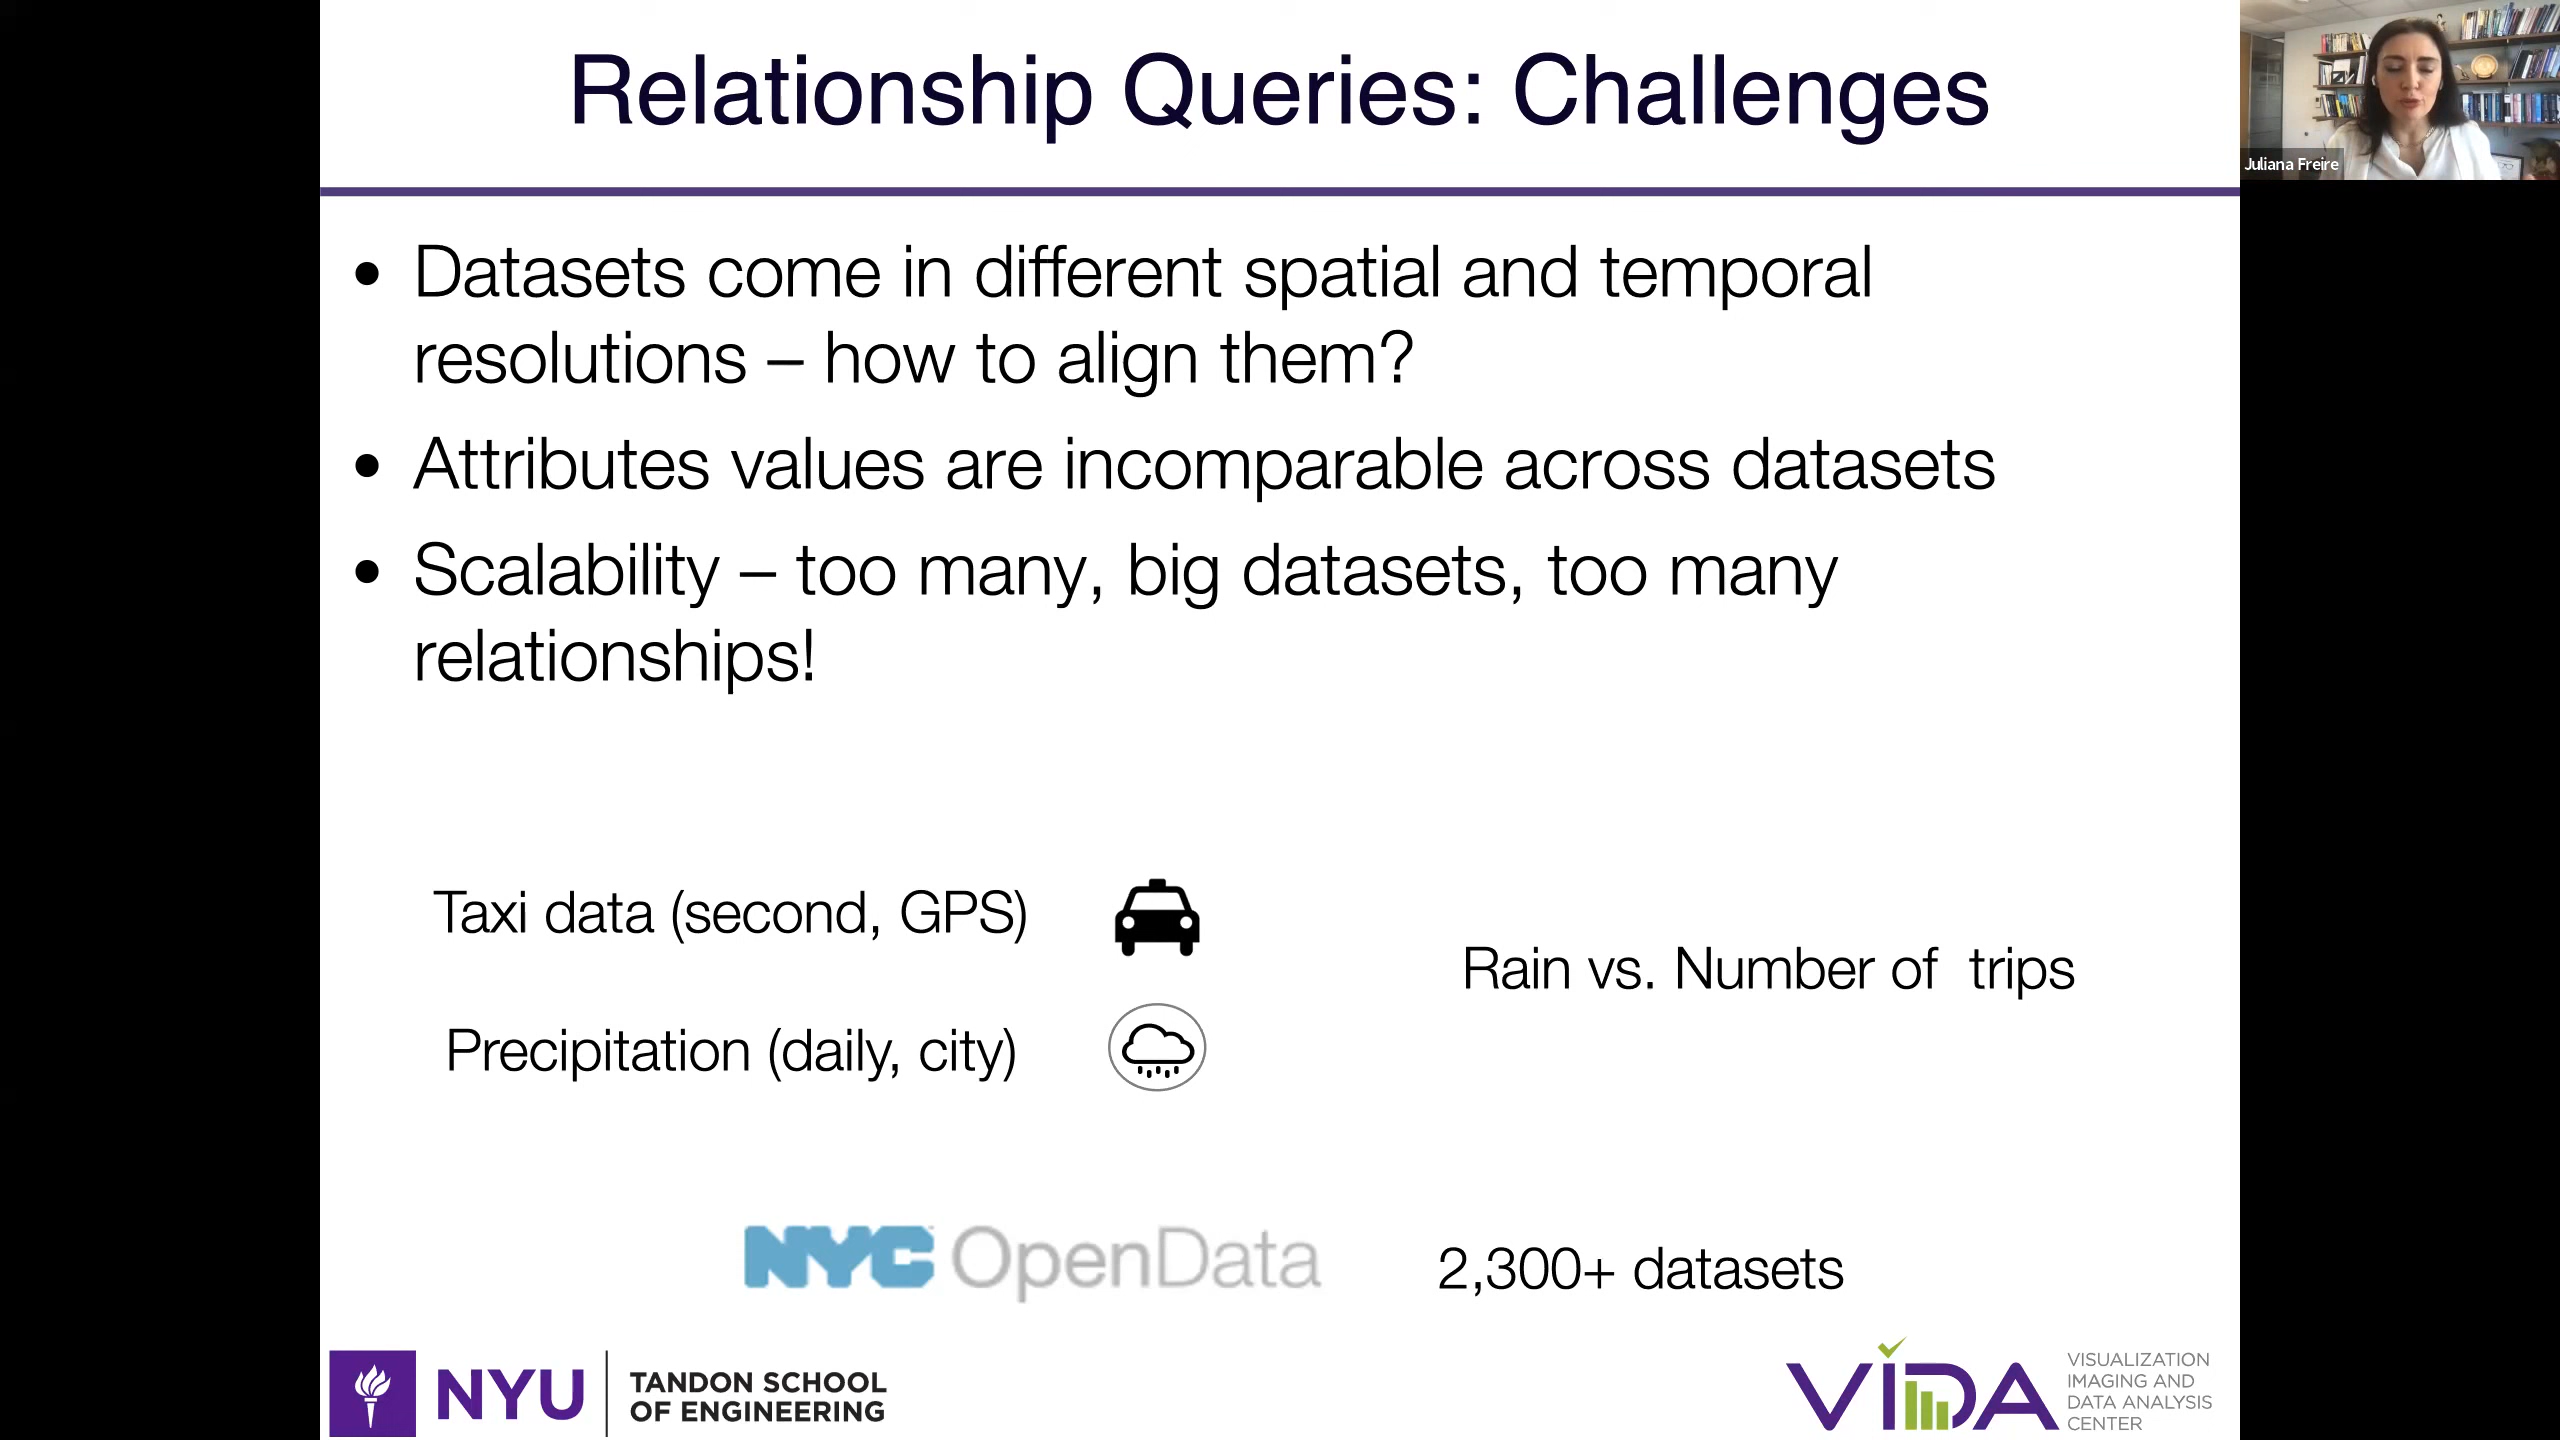 Relationship Queries: Challenges
Juliana Freire
• Datasets come in different spatial and temporal
resolutions – how to align them?
• Attributes values are incomparable across datasets
• Scalability – too many, big datasets, too many
relationships!
Taxi data (second, GPS)
Rain vs. Number of trips
Precipitation (daily, city)
NYC OpenData
2,300+ datasets
NYU
TANDON SCHOOL
OF ENGINEERING
VIDA
VISUALIZATION
IMAGING AND
DATA ANALYSIS
CENTER